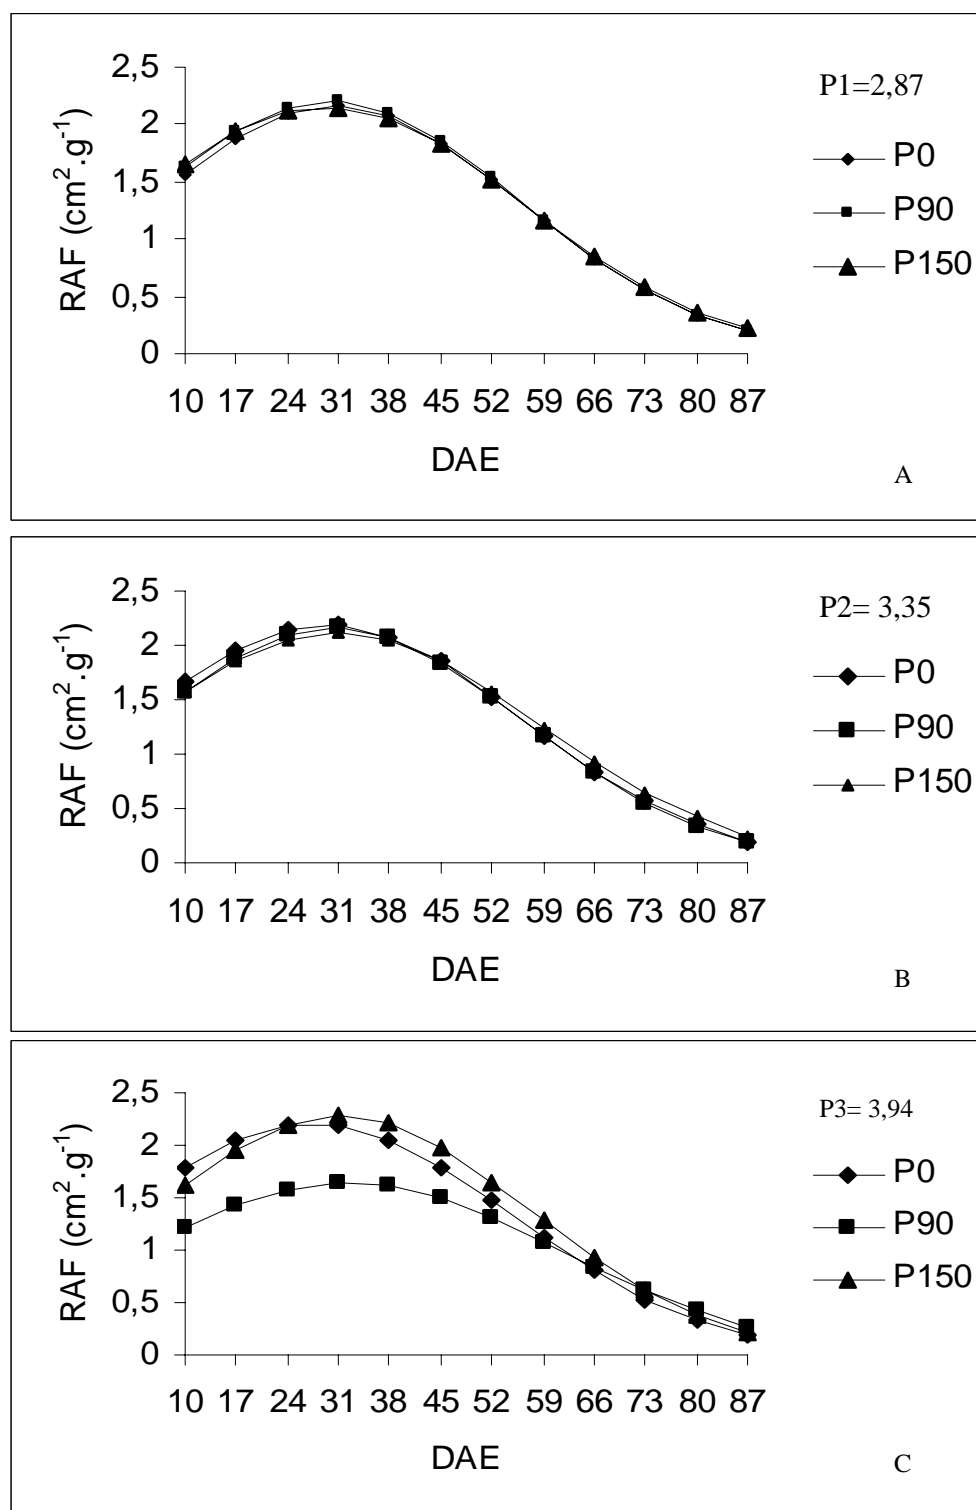 P1=2,87
RAF (cm².g⁻¹)
2,5
2
1,5
1
0,5
0
10 17 24 31 38 45 52 59 66 73 80 87
DAE
P0
P90
P150
A
P2= 3,35
RAF (cm².g⁻¹)
2,5
2
1,5
1
0,5
0
10 17 24 31 38 45 52 59 66 73 80 87
DAE
P0
P90
P150
B
P3= 3,94
RAF (cm².g⁻¹)
2,5
2
1,5
1
0,5
0
10 17 24 31 38 45 52 59 66 73 80 87
DAE
P0
P90
P150
C